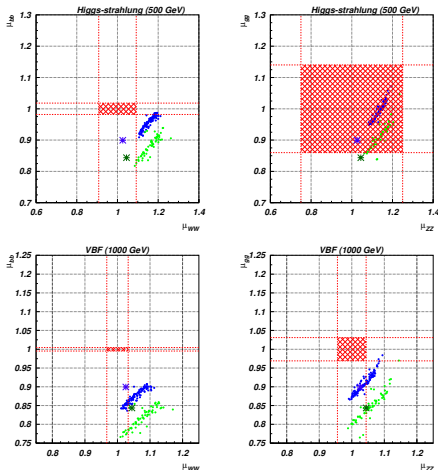 Higgs-strahlung (500 GeV)
μbb
1.3
1.2
1.1
1
0.9
0.8
0.7
0.6 0.8 1 1.2 1.4
μWW
Higgs-strahlung (500 GeV)
μgg
1.3
1.2
1.1
1
0.9
0.8
0.7
0.6 0.8 1 1.2 1.4
μZZ
VBF (1000 GeV)
μbb
1.25
1.2
1.15
1.1
1.05
1
0.95
0.9
0.85
0.8
0.75
0.8 0.9 1 1.1 1.2
μWW
VBF (1000 GeV)
μgg
1.25
1.2
1.15
1.1
1.05
1
0.95
0.9
0.85
0.8
0.75
0.8 0.9 1 1.1 1.2
μZZ